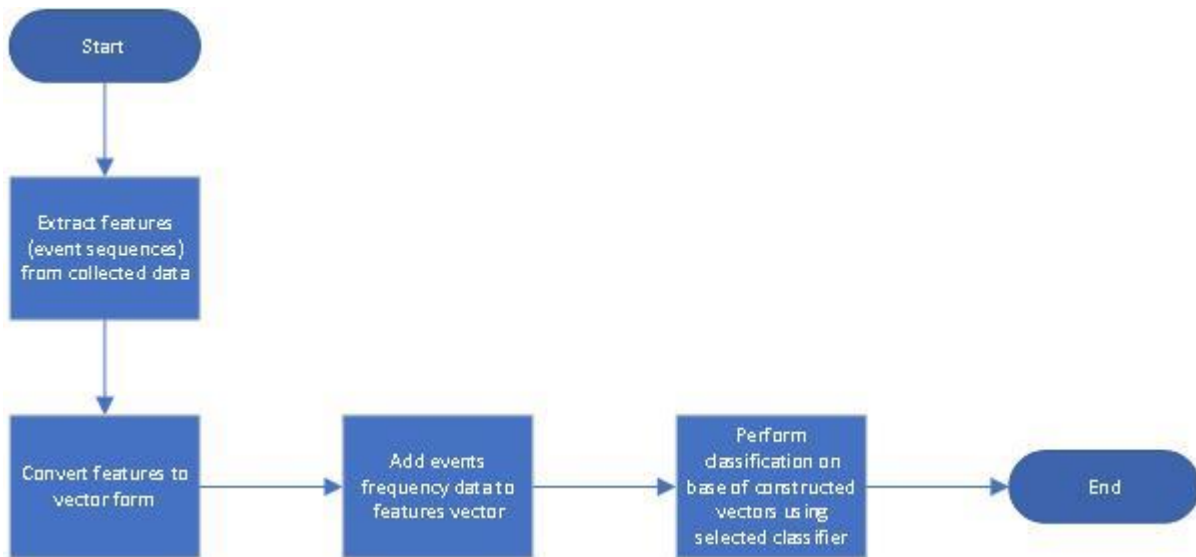 Start
Extract features
(event sequences)
from collected data
Convert features to
vector form
Add events
frequency data to
features vector
Perform
classification on
base of constructed
vectors using
selected classifier
End